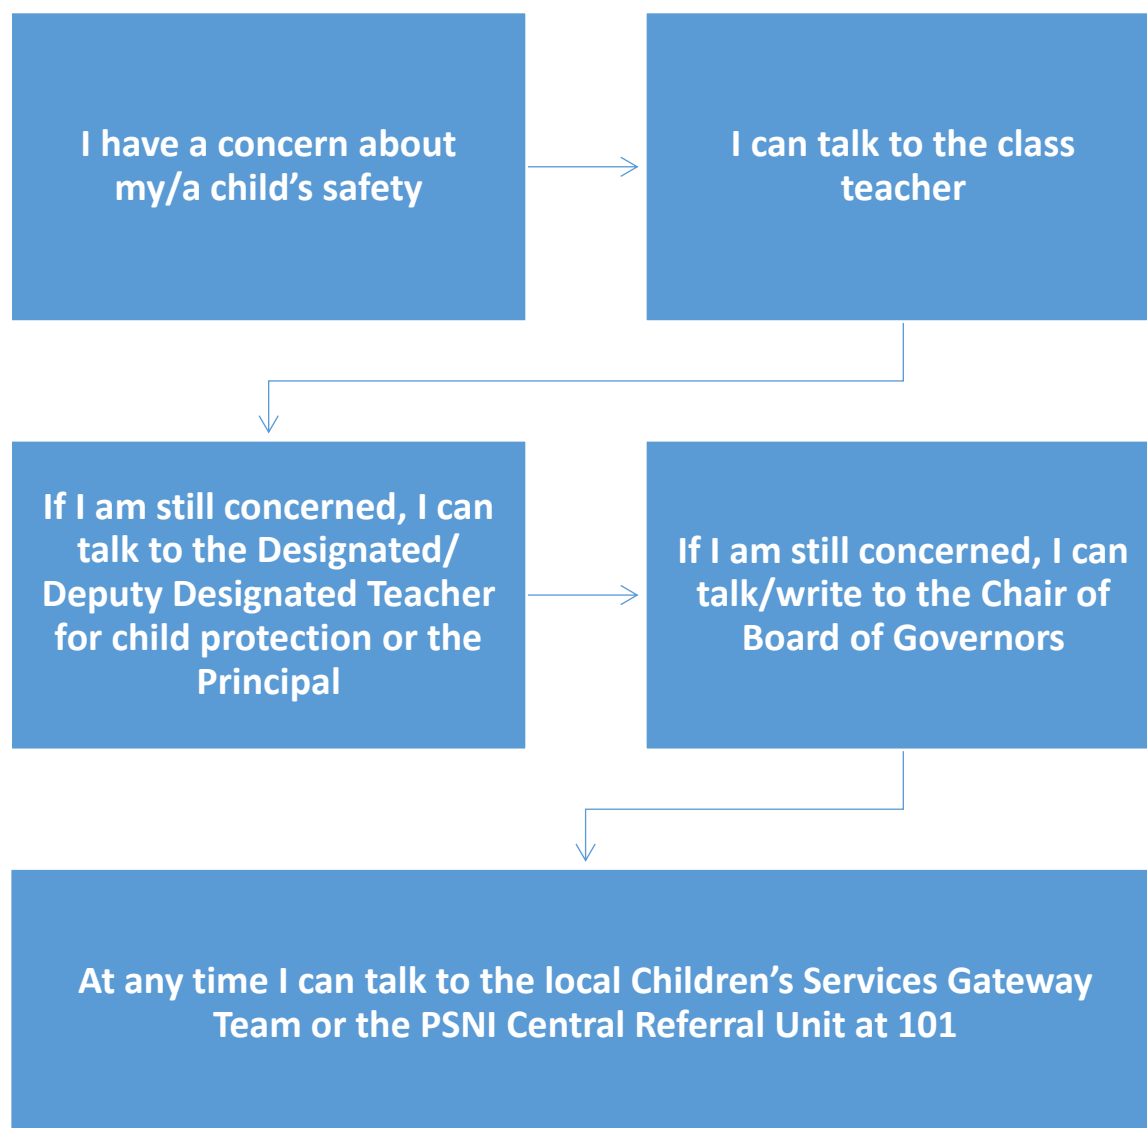 I have a concern about
my/a child’s safety
I can talk to the class
teacher
If I am still concerned, I can
talk to the Designated/
Deputy Designated Teacher
for child protection or the
Principal
If I am still concerned, I can
talk/write to the Chair of
Board of Governors
At any time I can talk to the local Children’s Services Gateway
Team or the PSNI Central Referral Unit at 101